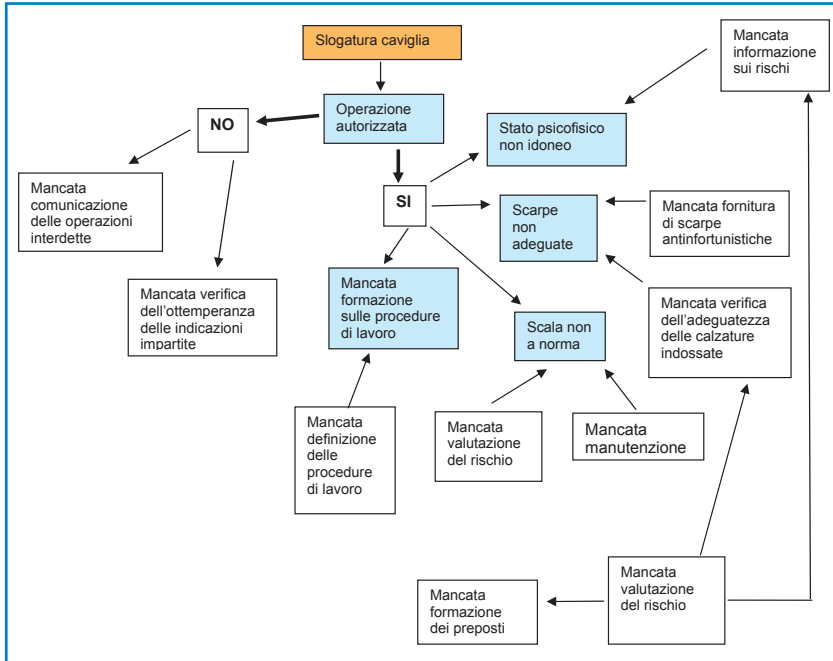 Slogatura caviglia
Mancata
informazione
sui rischi
Operazione
autorizzata
NO
Stato psicofisico
non idoneo
Mancata
comunicazione
delle operazioni
interdette
SI
Scarpe
non
adeguate
Mancata fornitura
di scarpe
antinfortunistiche
Mancata verifica
dell'ottemperanza
delle indicazioni
impartite
Mancata
formazione
sulle procedure
di lavoro
Scala non
a norma
Mancata verifica
dell'adeguatezza
delle calzature
indossate
Mancata
definizione
delle
procedure
di lavoro
Mancata
valutazione
del rischio
Mancata
manutenzione
Mancata
formazione
dei preposti
Mancata
valutazione
del rischio